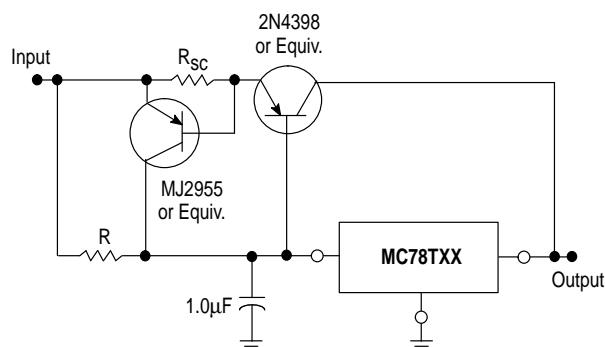 2N4398
or Equiv.
Input
RSC
MJ2955
or Equiv.
R
MC78TXX
1.0µF
Output